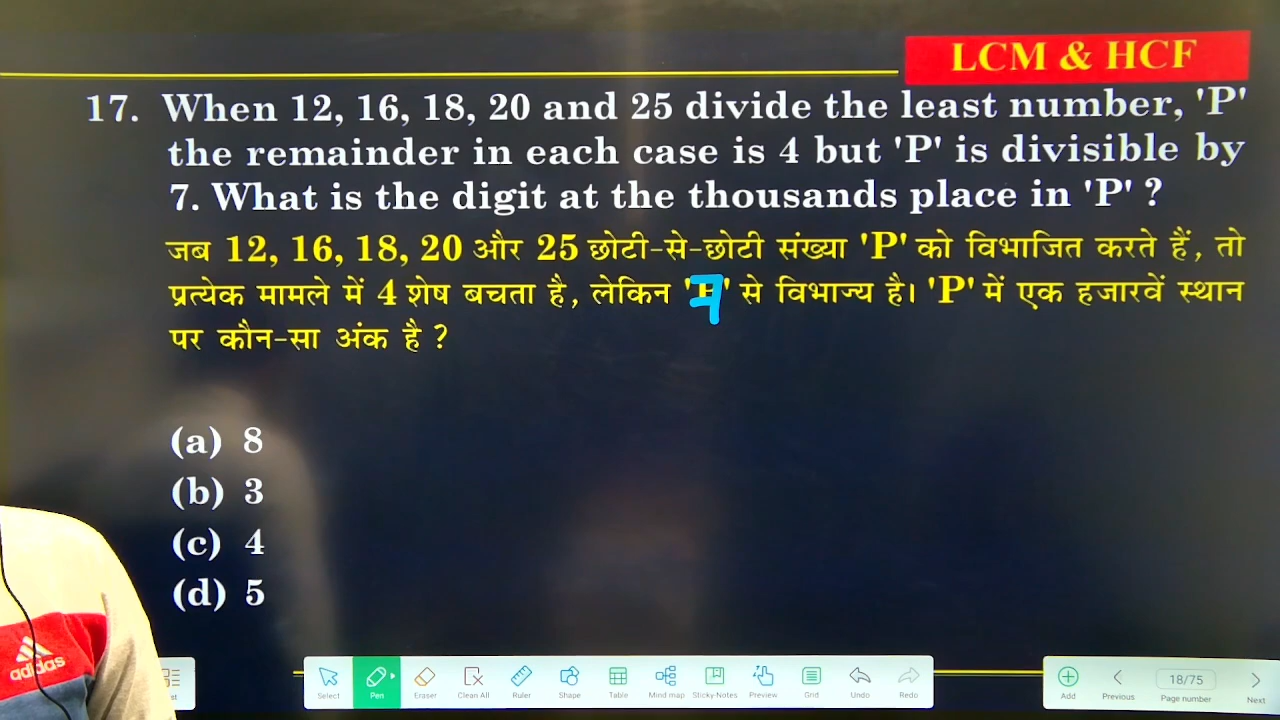 LCM & HCF
17. When 12, 16, 18, 20 and 25 divide the least number, 'P'
the remainder in each case is 4 but 'P' is divisible by
7. What is the digit at the thousands place in 'P' ?
जब 12, 16, 18, 20 और 25 छोटी-से-छोटी संख्या 'P' को विभाजित करते हैं, तो
प्रत्येक मामले में 4 शेष बचता है, लेकिन '7' से विभाज्य है। 'P' में एक हजारवें स्थान
पर कौन-सा अंक है ?
(a) 8
(b) 3
(c) 4
(d) 5
adidas
Select Pen Eraser Clean All Ruler Shape Table Mind map Sticky-Notes Preview Grid Undo Redo
Add Previous 18/75 Page number Next